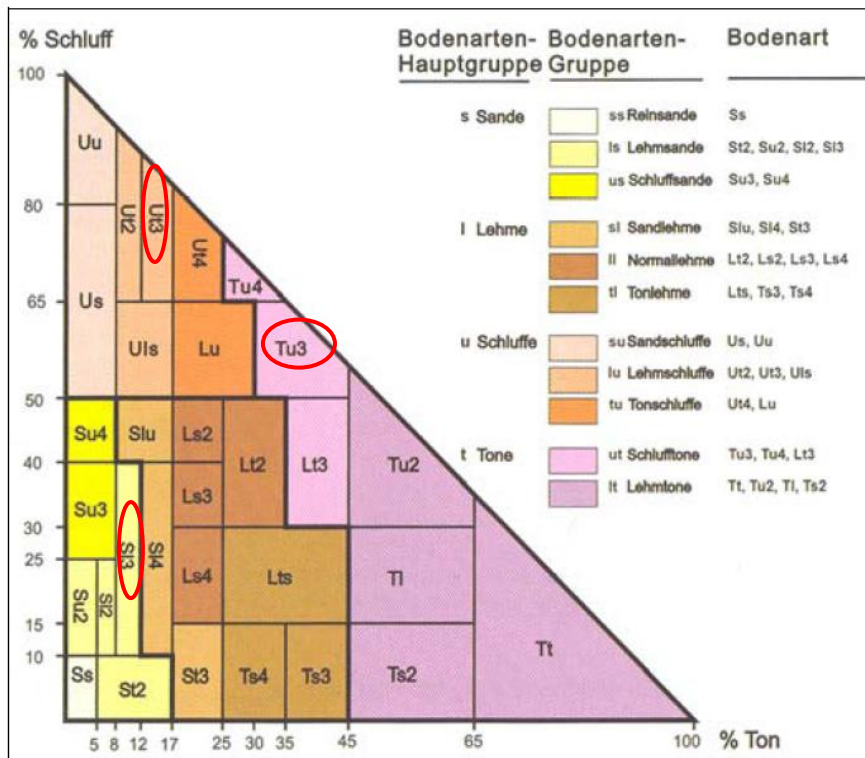 % Schluff
Bodenarten-Hauptgruppe
Bodenarten-Gruppe
Bodenart
s Sande
ss Reinsande Ss
ls Lehmsande St2, Su2, Sl2, Sl3
us Schluffsande Su3, Su4
l Lehme
sl Sandlehme Slu, Sl4, St3
ll Normallehme Lt2, Ls2, Ls3, Ls4
tl Tonlehme Lts, Ts3, Ts4
u Schluffe
su Sandschluffe Us, Uu
lu Lehmschluffe Ut2, Ut3, Uls
tu Tonschluffe Ut4, Lu
t Tone
ut Schlufftone Tu3, Tu4, Lt3
lt Lehmtone Tt, Tu2, Tl, Ts2
100
80
65
50
40
30
25
15
10
Uu
Ut2
Ut3
Ut4
Tu4
Us
Uls
Lu
Tu3
Su4
Slu
Ls2
Lt2
Lt3
Tu2
Su3
Sl3
Sl4
Ls3
Ls4
Lts
Tl
Su2
Sl2
Ss
St2
St3
Ts4
Ts3
Ts2
Tt
5 8 12 17 25 30 35 45 65 100 % Ton